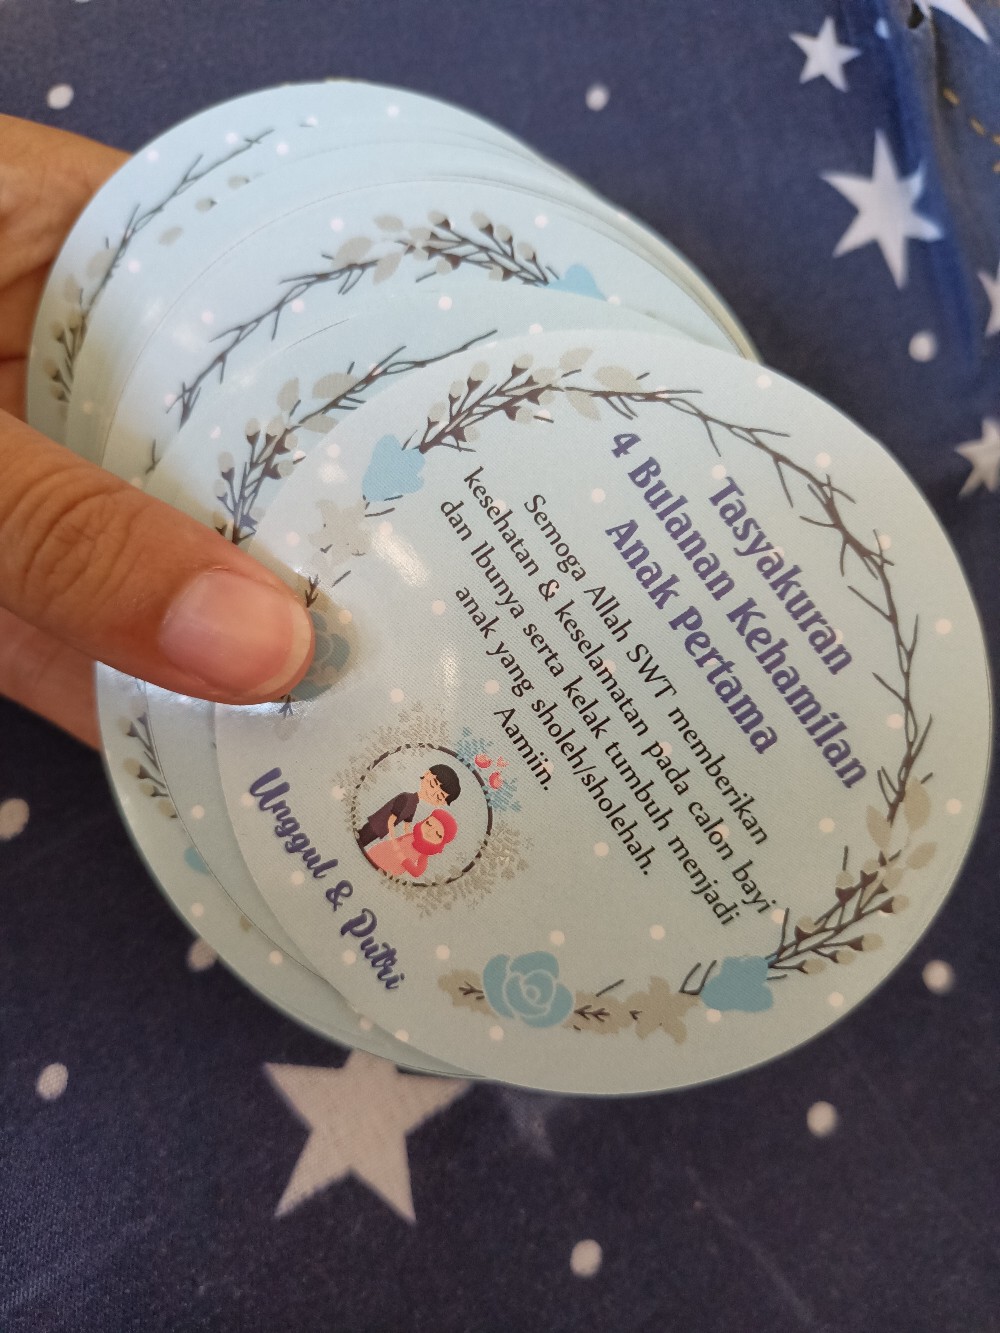 Tasyakuran
4 Bulanan Kehamilan
Anak Pertama
Semoga Allah SWT memberikan
kesehatan & keselamatan pada calon bayi
dan Ibunya serta kelak tumbuh menjadi
anak yang sholeh/sholehah.
Aamiin.
Unggul & Putri